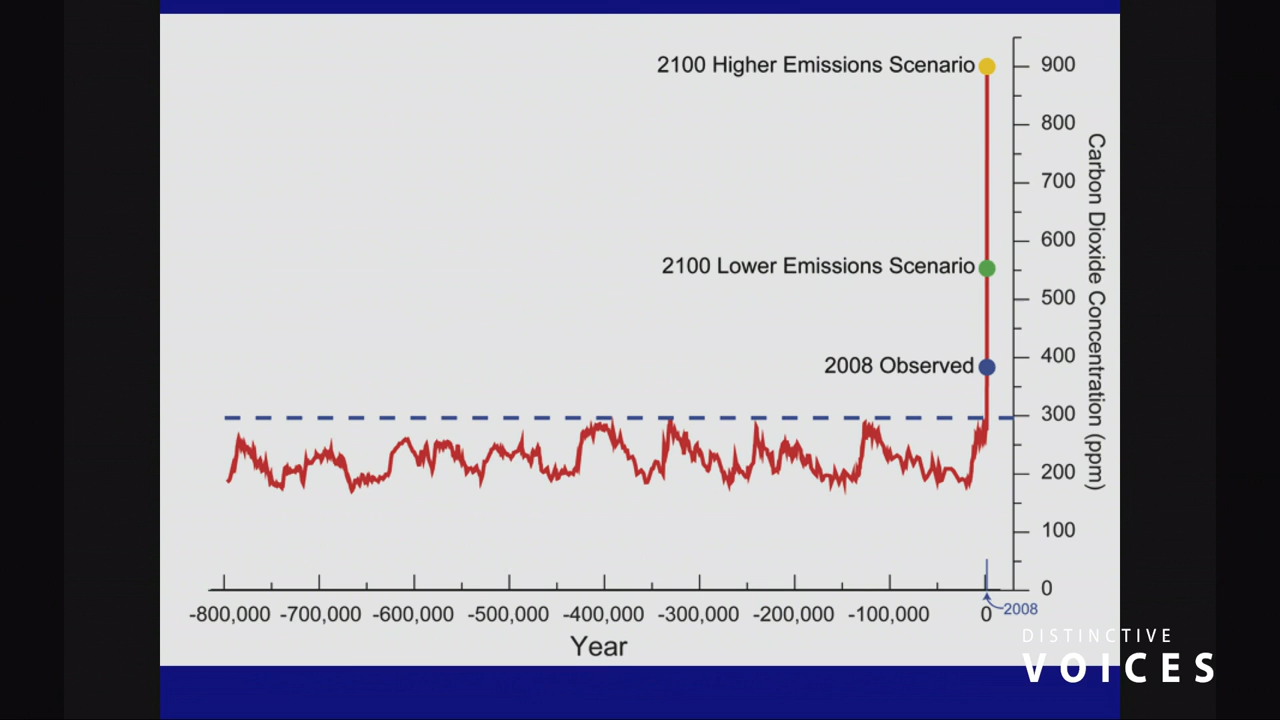 2100 Higher Emissions Scenario
2100 Lower Emissions Scenario
2008 Observed
900
800
700
600
500
400
300
200
100
0
Carbon Dioxide Concentration (ppm)
-800,000 -700,000 -600,000 -500,000 -400,000 -300,000 -200,000 -100,000 0
2008
Year
DISTINCTIVE
VOICES